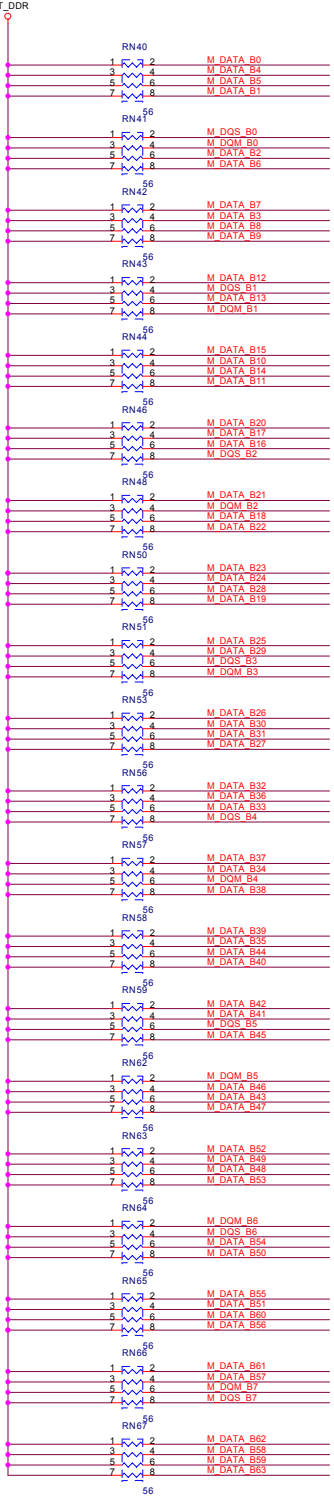 T_DDR
RN40
1 2 M_DATA_B0
3 4 M_DATA_B4
5 6 M_DATA_B5
7 8 M_DATA_B1
56
RN41
1 2 M_DQS_B0
3 4 M_DQM_B0
5 6 M_DATA_B2
7 8 M_DATA_B6
56
RN42
1 2 M_DATA_B7
3 4 M_DATA_B3
5 6 M_DATA_B8
7 8 M_DATA_B9
56
RN43
1 2 M_DATA_B12
3 4 M_DQS_B1
5 6 M_DATA_B13
7 8 M_DQM_B1
56
RN44
1 2 M_DATA_B15
3 4 M_DATA_B10
5 6 M_DATA_B14
7 8 M_DATA_B11
56
RN46
1 2 M_DATA_B20
3 4 M_DATA_B17
5 6 M_DATA_B16
7 8 M_DQS_B2
56
RN48
1 2 M_DATA_B21
3 4 M_DQM_B2
5 6 M_DATA_B18
7 8 M_DATA_B22
56
RN50
1 2 M_DATA_B23
3 4 M_DATA_B24
5 6 M_DATA_B28
7 8 M_DATA_B19
56
RN51
1 2 M_DATA_B25
3 4 M_DATA_B29
5 6 M_DQS_B3
7 8 M_DQM_B3
56
RN53
1 2 M_DATA_B26
3 4 M_DATA_B30
5 6 M_DATA_B31
7 8 M_DATA_B27
56
RN56
1 2 M_DATA_B32
3 4 M_DATA_B36
5 6 M_DATA_B33
7 8 M_DQS_B4
56
RN57
1 2 M_DATA_B37
3 4 M_DATA_B34
5 6 M_DQM_B4
7 8 M_DATA_B38
56
RN58
1 2 M_DATA_B39
3 4 M_DATA_B35
5 6 M_DATA_B44
7 8 M_DATA_B40
56
RN59
1 2 M_DATA_B42
3 4 M_DATA_B41
5 6 M_DQS_B5
7 8 M_DATA_B45
56
RN62
1 2 M_DQM_B5
3 4 M_DATA_B46
5 6 M_DATA_B43
7 8 M_DATA_B47
56
RN63
1 2 M_DATA_B52
3 4 M_DATA_B49
5 6 M_DATA_B48
7 8 M_DATA_B53
56
RN64
1 2 M_DQM_B6
3 4 M_DQS_B6
5 6 M_DATA_B54
7 8 M_DATA_B50
56
RN65
1 2 M_DATA_B55
3 4 M_DATA_B51
5 6 M_DATA_B60
7 8 M_DATA_B56
56
RN66
1 2 M_DATA_B61
3 4 M_DATA_B57
5 6 M_DQM_B7
7 8 M_DQS_B7
56
RN67
1 2 M_DATA_B62
3 4 M_DATA_B58
5 6 M_DATA_B59
7 8 M_DATA_B63
56